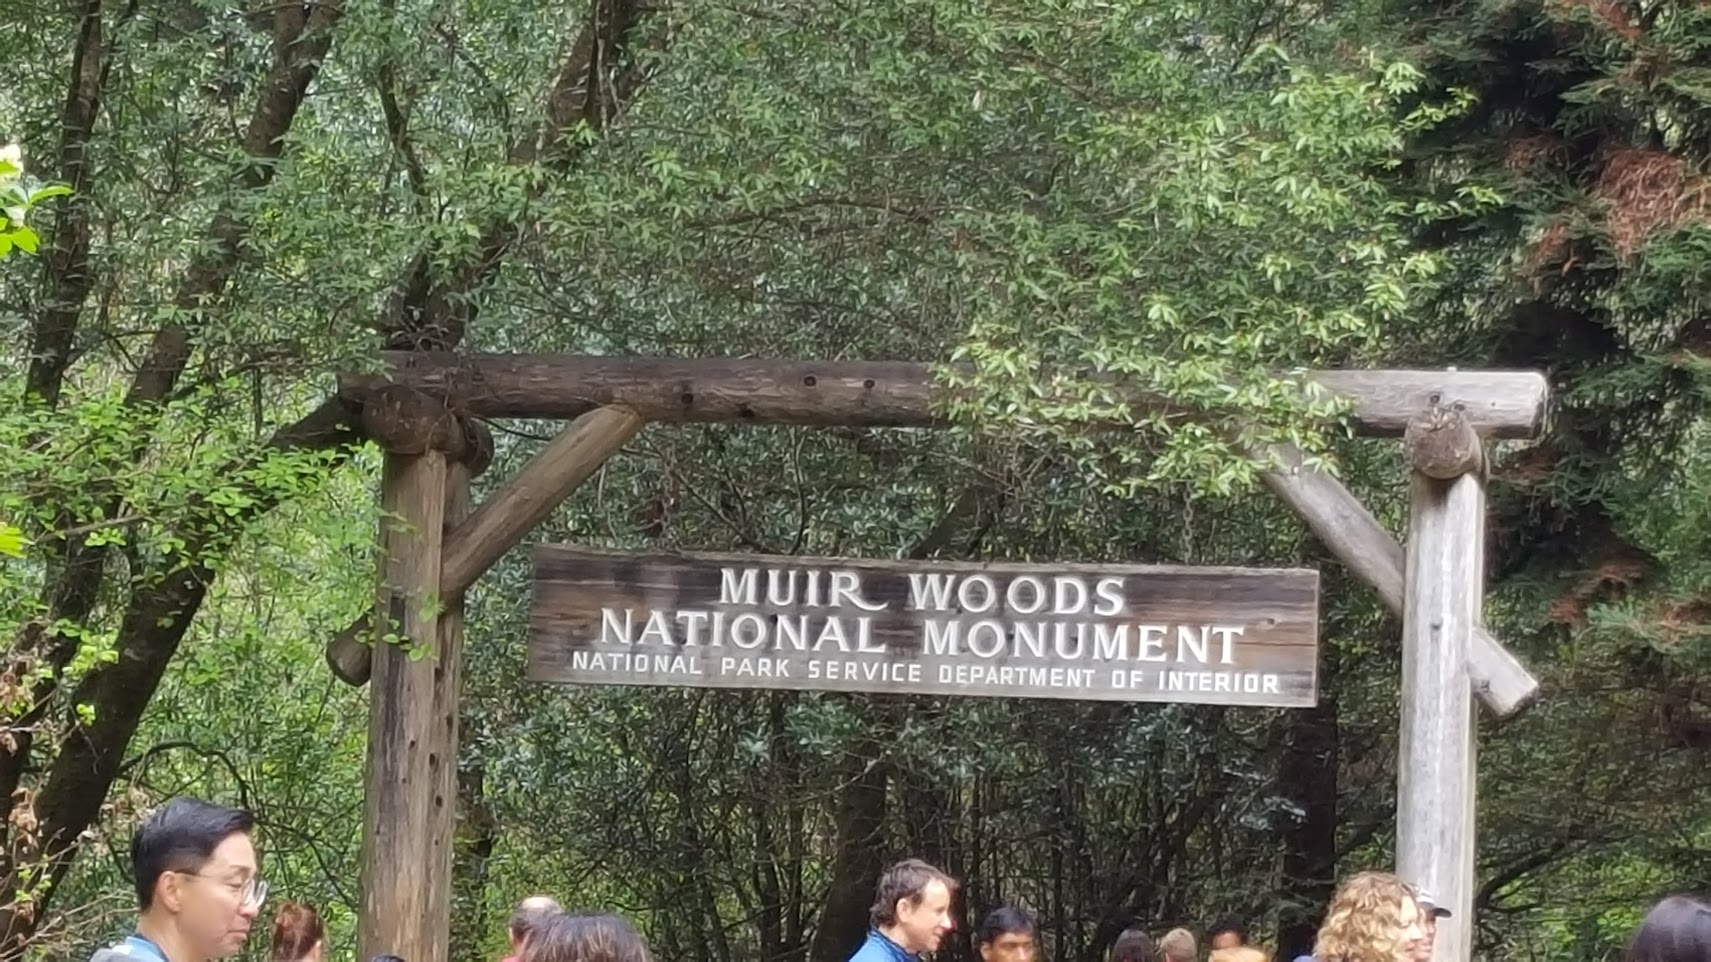 MUIR WOODS
NATIONAL MONUMENT
NATIONAL PARK SERVICE DEPARTMENT OF INTERIOR